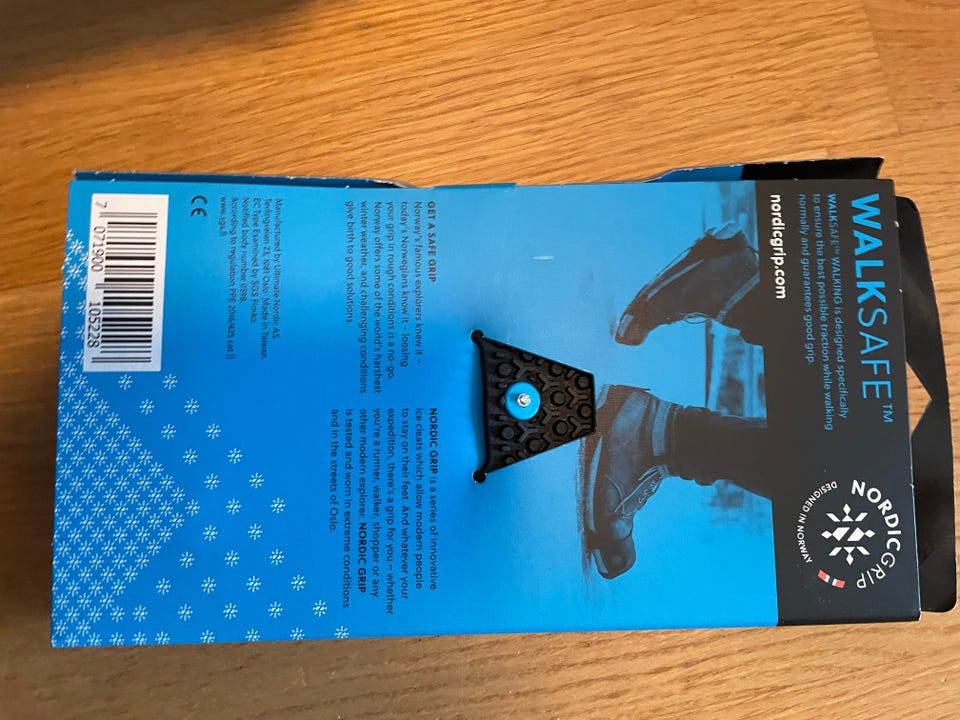 WALKSAFE™
WALKSAFE™ WALKING is designed specifically
to ensure the best possible traction while walking
normally and guarantees good grip.
NORDIC GRIP
DESIGNED IN NORWAY
nordicgrip.com
GET A SAFE GRIP
Norway's famous explorers knew it –
today's Norwegians know it – looking
your grip in rough conditions is a no-go.
Norway offers some of the world's harshest
winter weather, and challenging conditions
give birth to good solutions.
NORDIC GRIP is a series of innovative
ice cleats which allow modern people
to stay on their feet. And whatever your
expedition, there's a grip for you – whether
you're a runner, walker, shopper or any
other modern explorer. NORDIC GRIP
is tested and worn in extreme conditions
and in the streets of Oslo.
Manufactured by Ultimate Nordic AS.
1181 Oslo. Made in Taiwan.
EC Type Examined by SGS Fimko.
Notified body number 0598.
According to regulation PPE 2016/425 cat ||
www.sgs.fi
CE
7 071900 105228